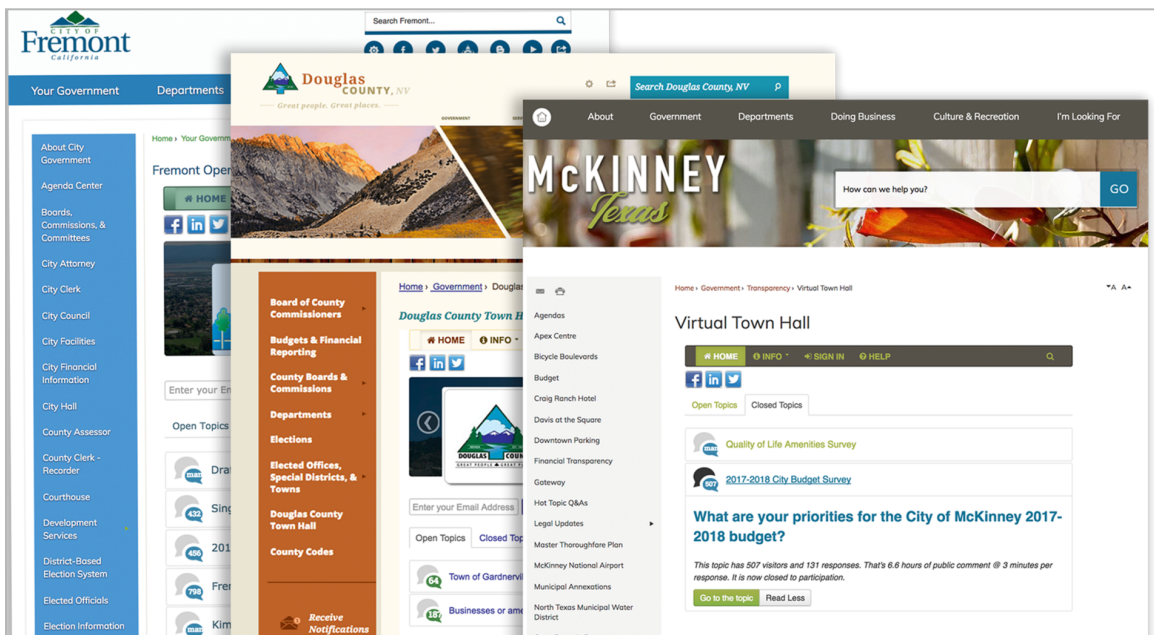 CITY OF
Fremont
California
Search Fremont...
Your Government
Departments
About City
Government
Agenda Center
Boards,
Commissions, &
Committees
City Attorney
City Clerk
City Council
City Facilities
City Financial
Information
City Hall
County Assessor
County Clerk -
Recorder
Courthouse
Development
Services
District-Based
Election System
Elected Officials
Election Information
Home › Your
Fremont
HOME
Enter your
Open Topics
432
456
798
Douglas
COUNTY, NV
Great people. Great places.
Search Douglas County, NV
GOVERNMENT
Board of County
Commissioners
Budgets & Financial
Reporting
County Boards &
Commissions
Departments
Elections
Elected Offices,
Special Districts, &
Towns
Douglas County
Town Hall
County Codes
Receive
Notifications
Home › Government ›
Douglas County Town
HOME
INFO
DOUGLAS
GREAT PEOPLE
Enter your Email Address
Open Topics
Closed
64
Town of
187
Businesses or
About
Government
Departments
Doing Business
Culture & Recreation
I'm Looking For
McKINNEY
Texas
How can we help you?
GO
Agendas
Apex Centre
Bicycle Boulevards
Budget
Craig Ranch Hotel
Davis at the Square
Downtown Parking
Financial Transparency
Gateway
Hot Topic Q&As
Legal Updates
Master Thoroughfare Plan
McKinney National Airport
Municipal Annexations
North Texas Municipal Water
District
Home › Government › Transparency › Virtual Town Hall
A A
Virtual Town Hall
HOME
INFO
SIGN IN
HELP
Open Topics
Closed Topics
many
Quality of Life Amenities Survey
507
2017-2018 City Budget Survey
What are your priorities for the City of McKinney 2017-
2018 budget?
This topic has 507 visitors and 131 responses. That's 6.6 hours of public comment @ 3 minutes per
response. It is now closed to participation.
Go to the topic
Read Less